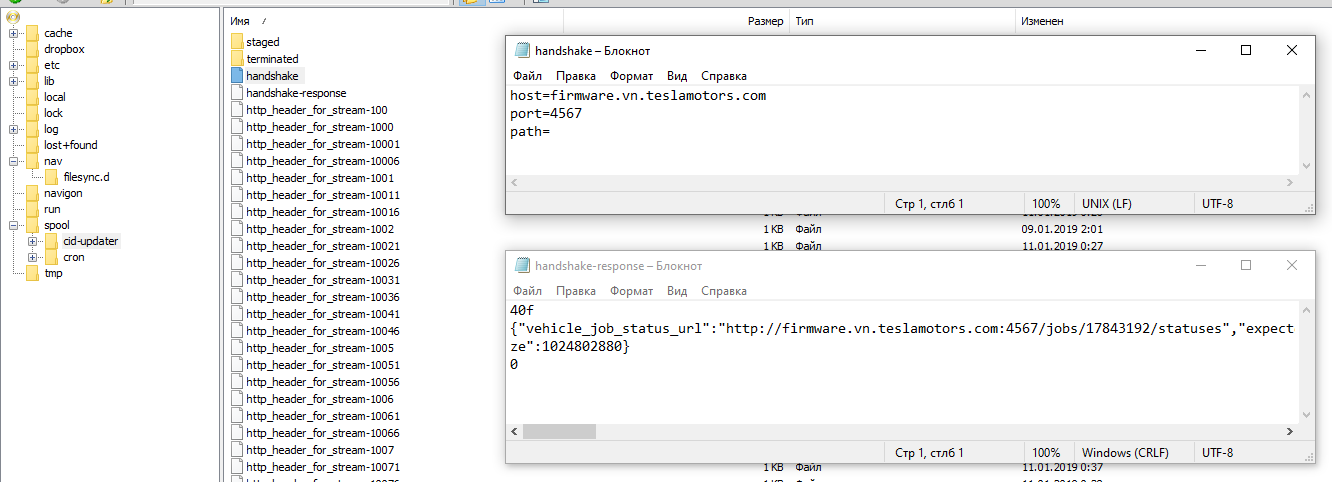 Имя / Размер Тип Изменен
cache
dropbox
etc
lib
local
lock
log
lost+found
nav
filesync.d
navigon
run
spool
cid-updater
cron
tmp
staged
terminated
handshake
handshake-response
http_header_for_stream-100
http_header_for_stream-1000
http_header_for_stream-10001
http_header_for_stream-10006
http_header_for_stream-1001
http_header_for_stream-10011
http_header_for_stream-10016
http_header_for_stream-1002
1 KB Файл 09.01.2019 2:01
http_header_for_stream-10021
1 KB Файл 11.01.2019 0:27
http_header_for_stream-10026
http_header_for_stream-10031
http_header_for_stream-10036
http_header_for_stream-10041
http_header_for_stream-10046
http_header_for_stream-1005
http_header_for_stream-10051
http_header_for_stream-10056
http_header_for_stream-1006
http_header_for_stream-10061
http_header_for_stream-10066
http_header_for_stream-1007
http_header_for_stream-10071
1 KB Файл 11.01.2019 0:37
handshake – Блокнот
Файл Правка Формат Вид Справка
host=firmware.vn.teslamotors.com
port=4567
path=
Стр 1, стлб 1 100% UNIX (LF) UTF-8
handshake-response – Блокнот
Файл Правка Формат Вид Справка
40f
{"vehicle_job_status_url":"http://firmware.vn.teslamotors.com:4567/jobs/17843192/statuses","expect
ze":1024802880}
0
Стр 1, стлб 1 100% Windows (CRLF) UTF-8